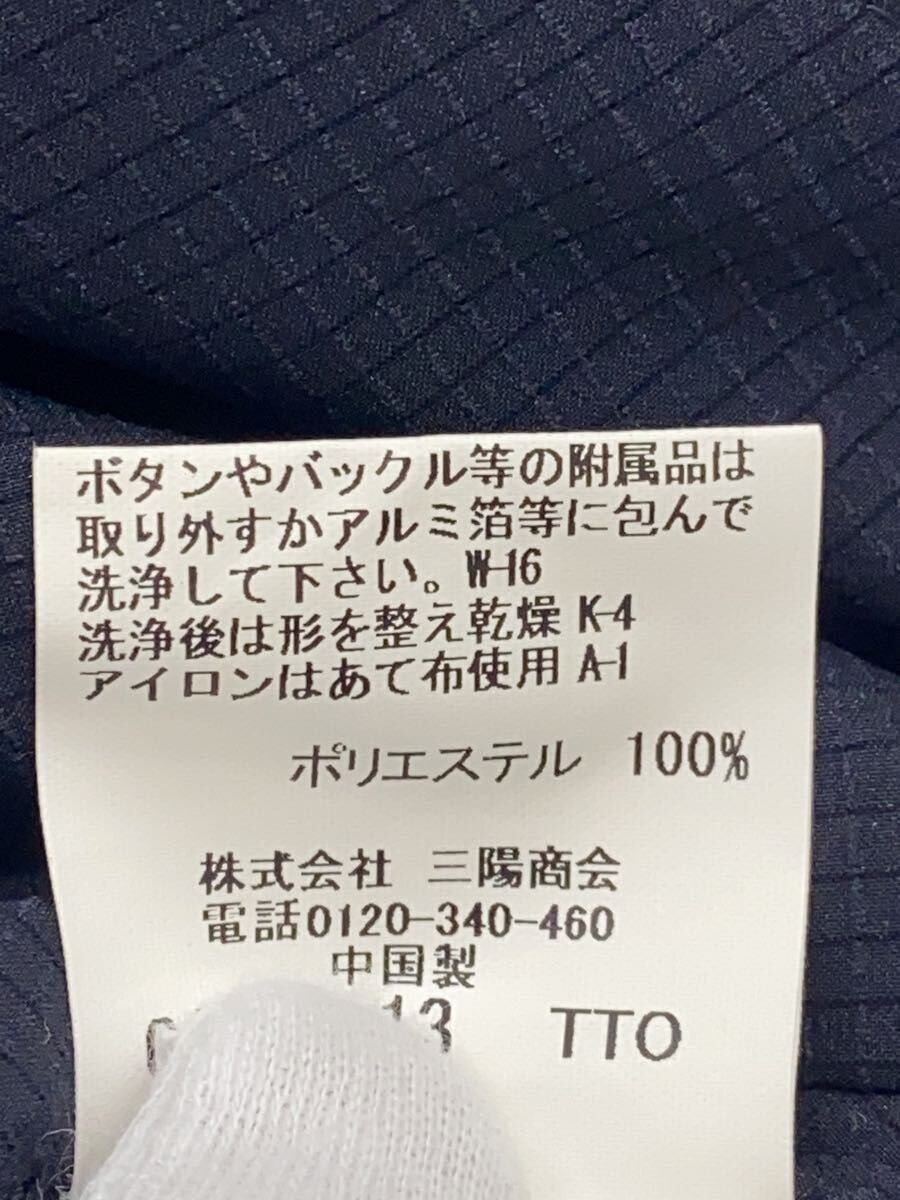 ボタンやバックル等の附属品は
取り外すかアルミ箔等に包んで
洗浄して下さい。W-16
洗浄後は形を整え乾燥 K-4
アイロンはあて布使用 A-1
ポリエステル 100%
株式会社 三陽商会
電話0120-340-460
中国製
13 TTO